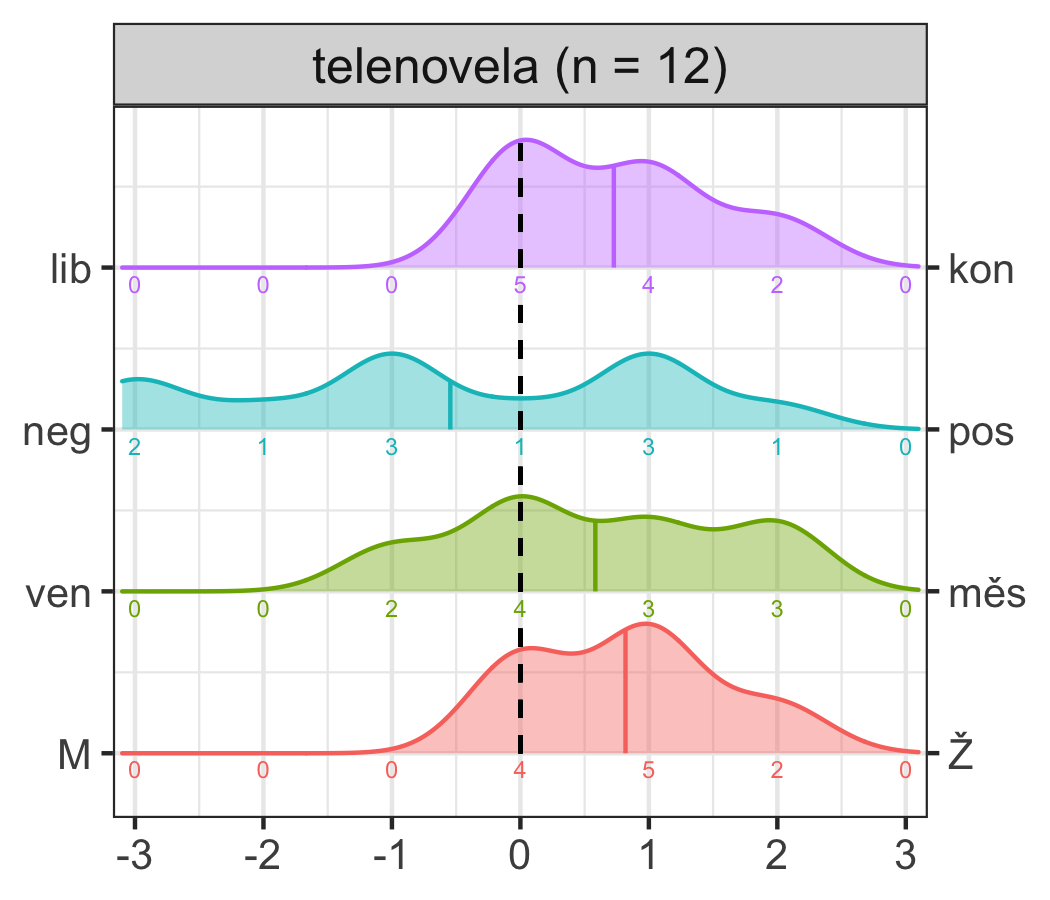 telenovela (n = 12)
lib kon
0 0 0 5 4 2 0
neg pos
2 1 3 1 3 1 0
ven měs
0 0 2 4 3 3 0
M Ž
0 0 0 4 5 2 0
-3 -2 -1 0 1 2 3